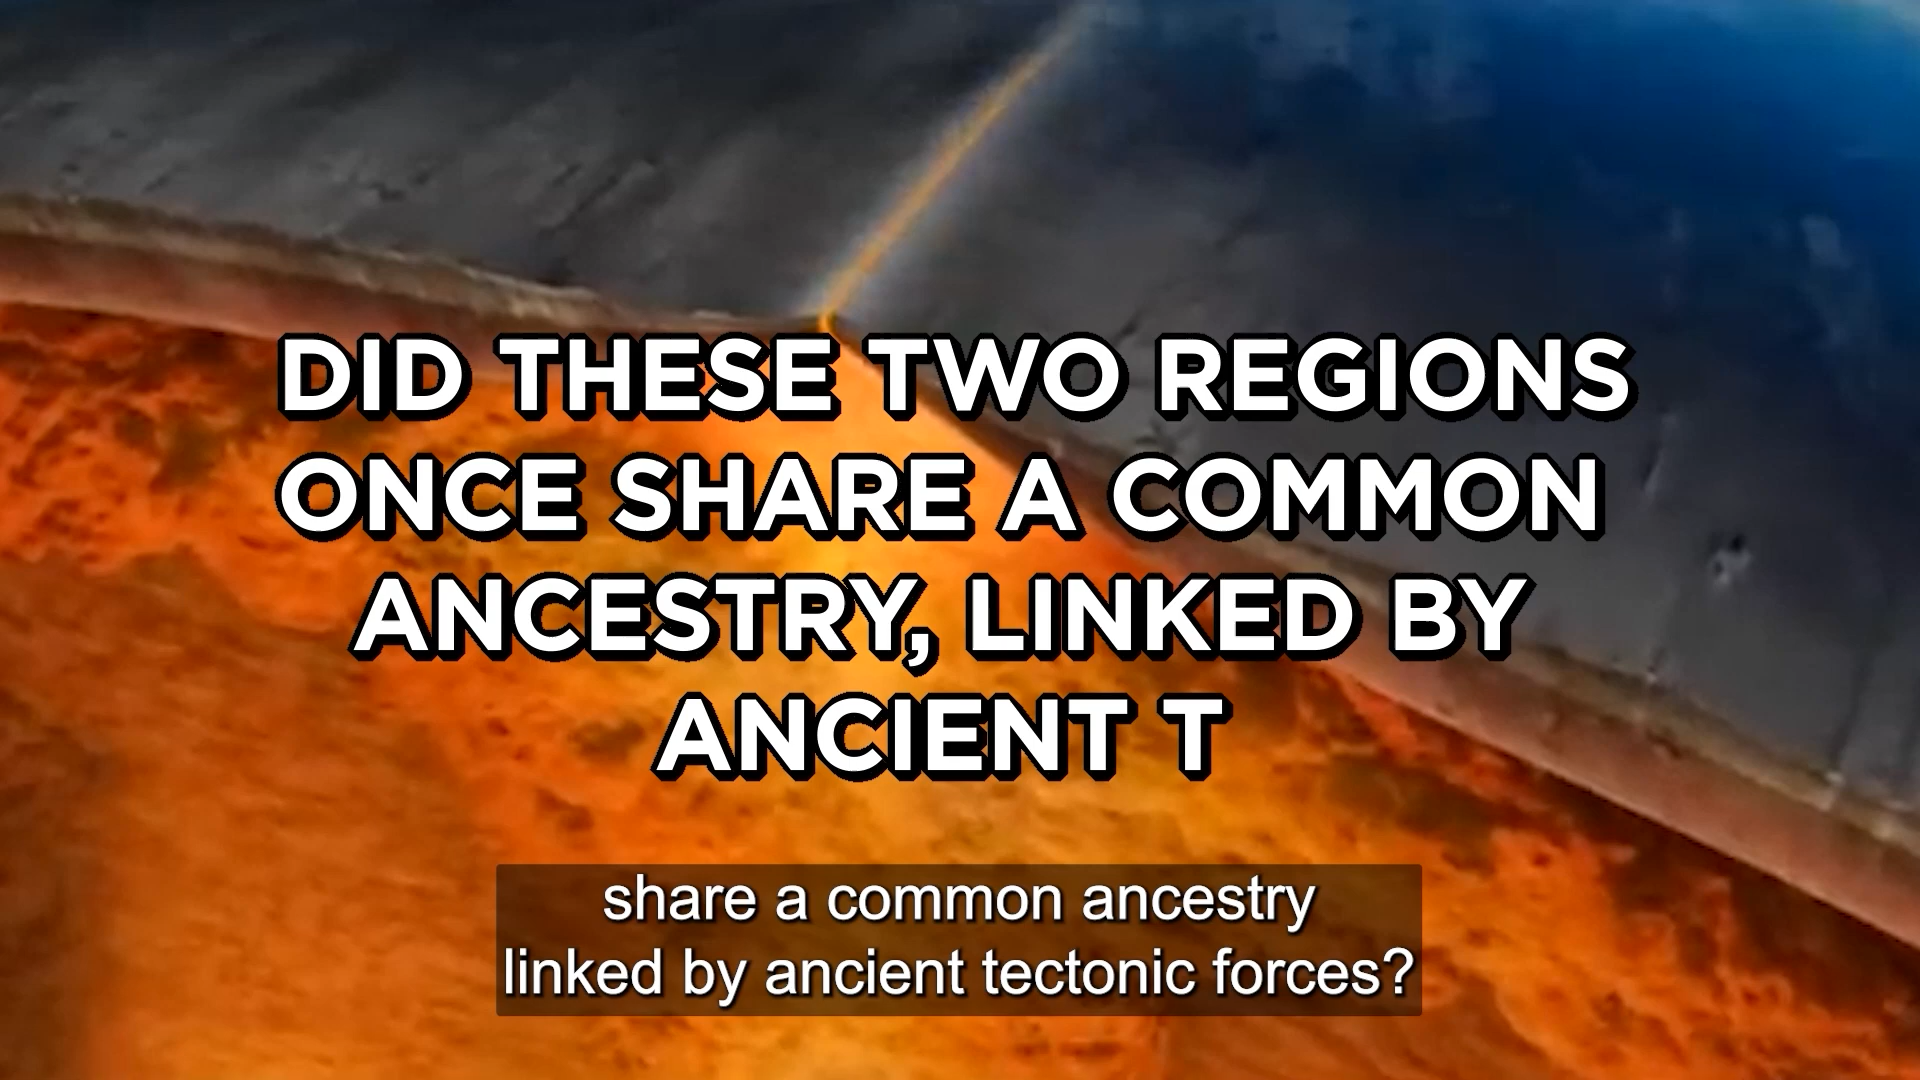 DID THESE TWO REGIONS
ONCE SHARE A COMMON
ANCESTRY, LINKED BY
ANCIENT T
share a common ancestry
linked by ancient tectonic forces?